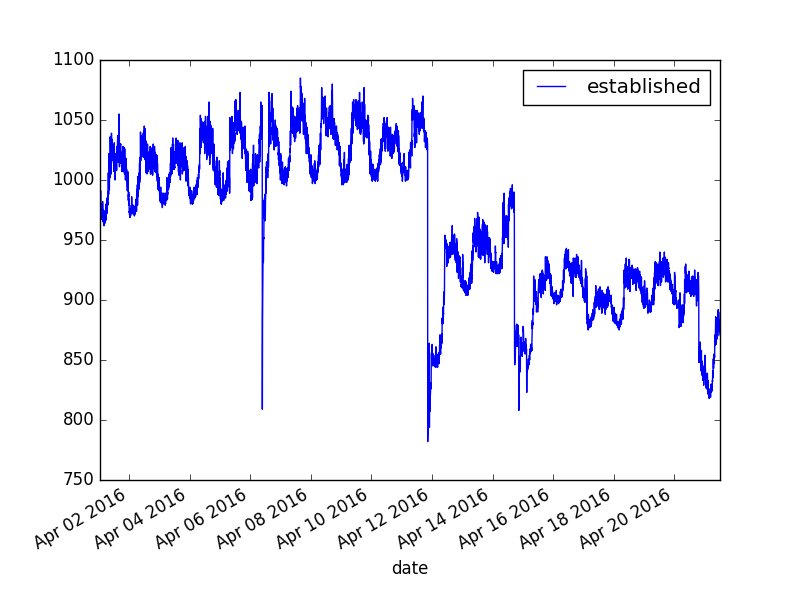 1100
1050
1000
950
900
850
800
750
established
Apr 02 2016
Apr 04 2016
Apr 06 2016
Apr 08 2016
Apr 10 2016
Apr 12 2016
Apr 14 2016
Apr 16 2016
Apr 18 2016
Apr 20 2016
date